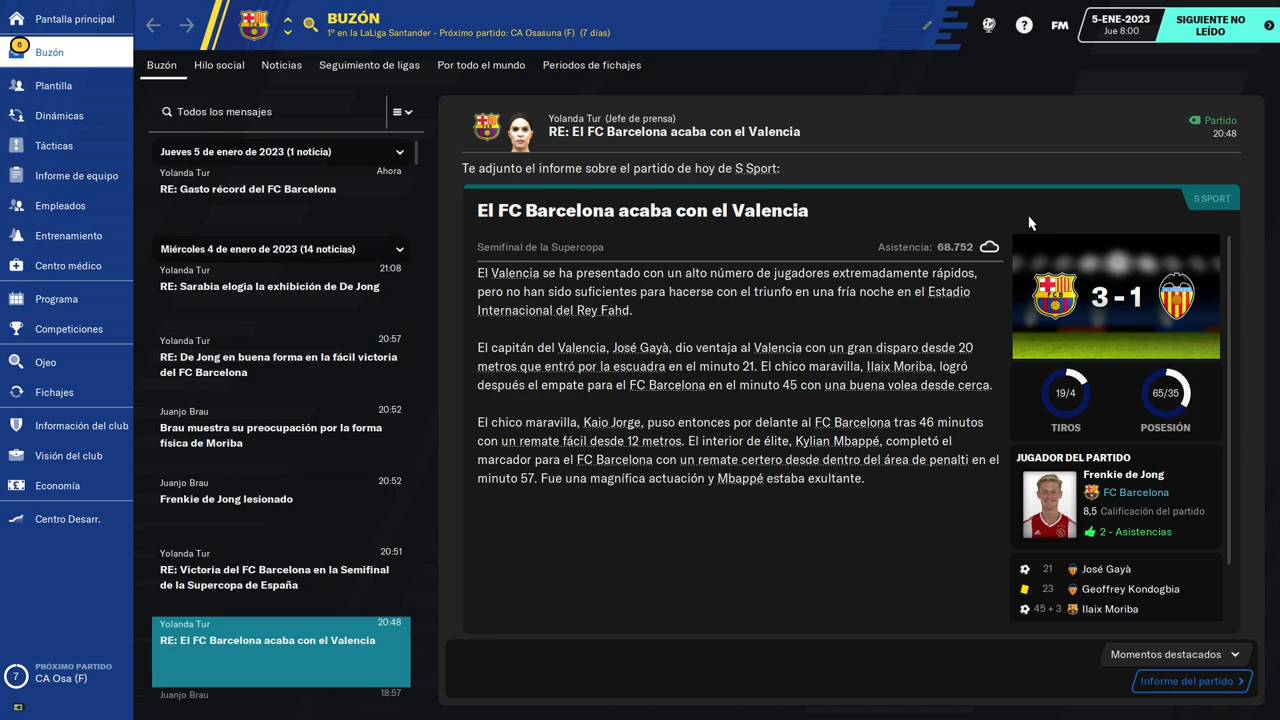 Pantalla principal
6
Buzón
Plantilla
Dinámicas
Tácticas
Informe de equipo
Empleados
Entrenamiento
Centro médico
Programa
Competiciones
Ojeo
Fichajes
Información del club
Visión del club
Economía
Centro Desarr.
7
PRÓXIMO PARTIDO
CA Osa (F)
BUZÓN
1º en la LaLiga Santander - Próximo partido: CA Osasuna (F) (7 días)
FM
5-ENE-2023
Jue 8:00
SIGUIENTE NO
LEÍDO
Buzón
Hilo social
Noticias
Seguimiento de ligas
Por todo el mundo
Periodos de fichajes
Todos los mensajes
Jueves 5 de enero de 2023 (1 noticia)
Yolanda Tur Ahora
RE: Gasto récord del FC Barcelona
Miércoles 4 de enero de 2023 (14 noticias)
Yolanda Tur 21:08
RE: Sarabia elogia la exhibición de De Jong
Yolanda Tur 20:57
RE: De Jong en buena forma en la fácil victoria
del FC Barcelona
Juanjo Brau 20:52
Brau muestra su preocupación por la forma
física de Moriba
Juanjo Brau 20:52
Frenkie de Jong lesionado
Yolanda Tur 20:51
RE: Victoria del FC Barcelona en la Semifinal
de la Supercopa de España
Yolanda Tur 20:48
RE: El FC Barcelona acaba con el Valencia
Juanjo Brau 18:57
Yolanda Tur (Jefe de prensa)
RE: El FC Barcelona acaba con el Valencia
Partido
20:48
Te adjunto el informe sobre el partido de hoy de S Sport:
S SPORT
El FC Barcelona acaba con el Valencia
Semifinal de la Supercopa
Asistencia: 68.752
El Valencia se ha presentado con un alto número de jugadores extremadamente rápidos,
pero no han sido suficientes para hacerse con el triunfo en una fría noche en el Estadio
Internacional del Rey Fahd.
El capitán del Valencia, José Gayà, dio ventaja al Valencia con un gran disparo desde 20
metros que entró por la escuadra en el minuto 21. El chico maravilla, Ilaix Moriba, logró
después el empate para el FC Barcelona en el minuto 45 con una buena volea desde cerca.
El chico maravilla, Kaio Jorge, puso entonces por delante al FC Barcelona tras 46 minutos
con un remate fácil desde 12 metros. El interior de élite, Kylian Mbappé, completó el
marcador para el FC Barcelona con un remate certero desde dentro del área de penalti en el
minuto 57. Fue una magnífica actuación y Mbappé estaba exultante.
3 - 1
19/4
TIROS
65/35
POSESIÓN
JUGADOR DEL PARTIDO
Frenkie de Jong
FC Barcelona
8,5 Calificación del partido
2 - Asistencias
21 José Gayà
23 Geoffrey Kondogbia
45 + 3 Ilaix Moriba
Momentos destacados
Informe del partido